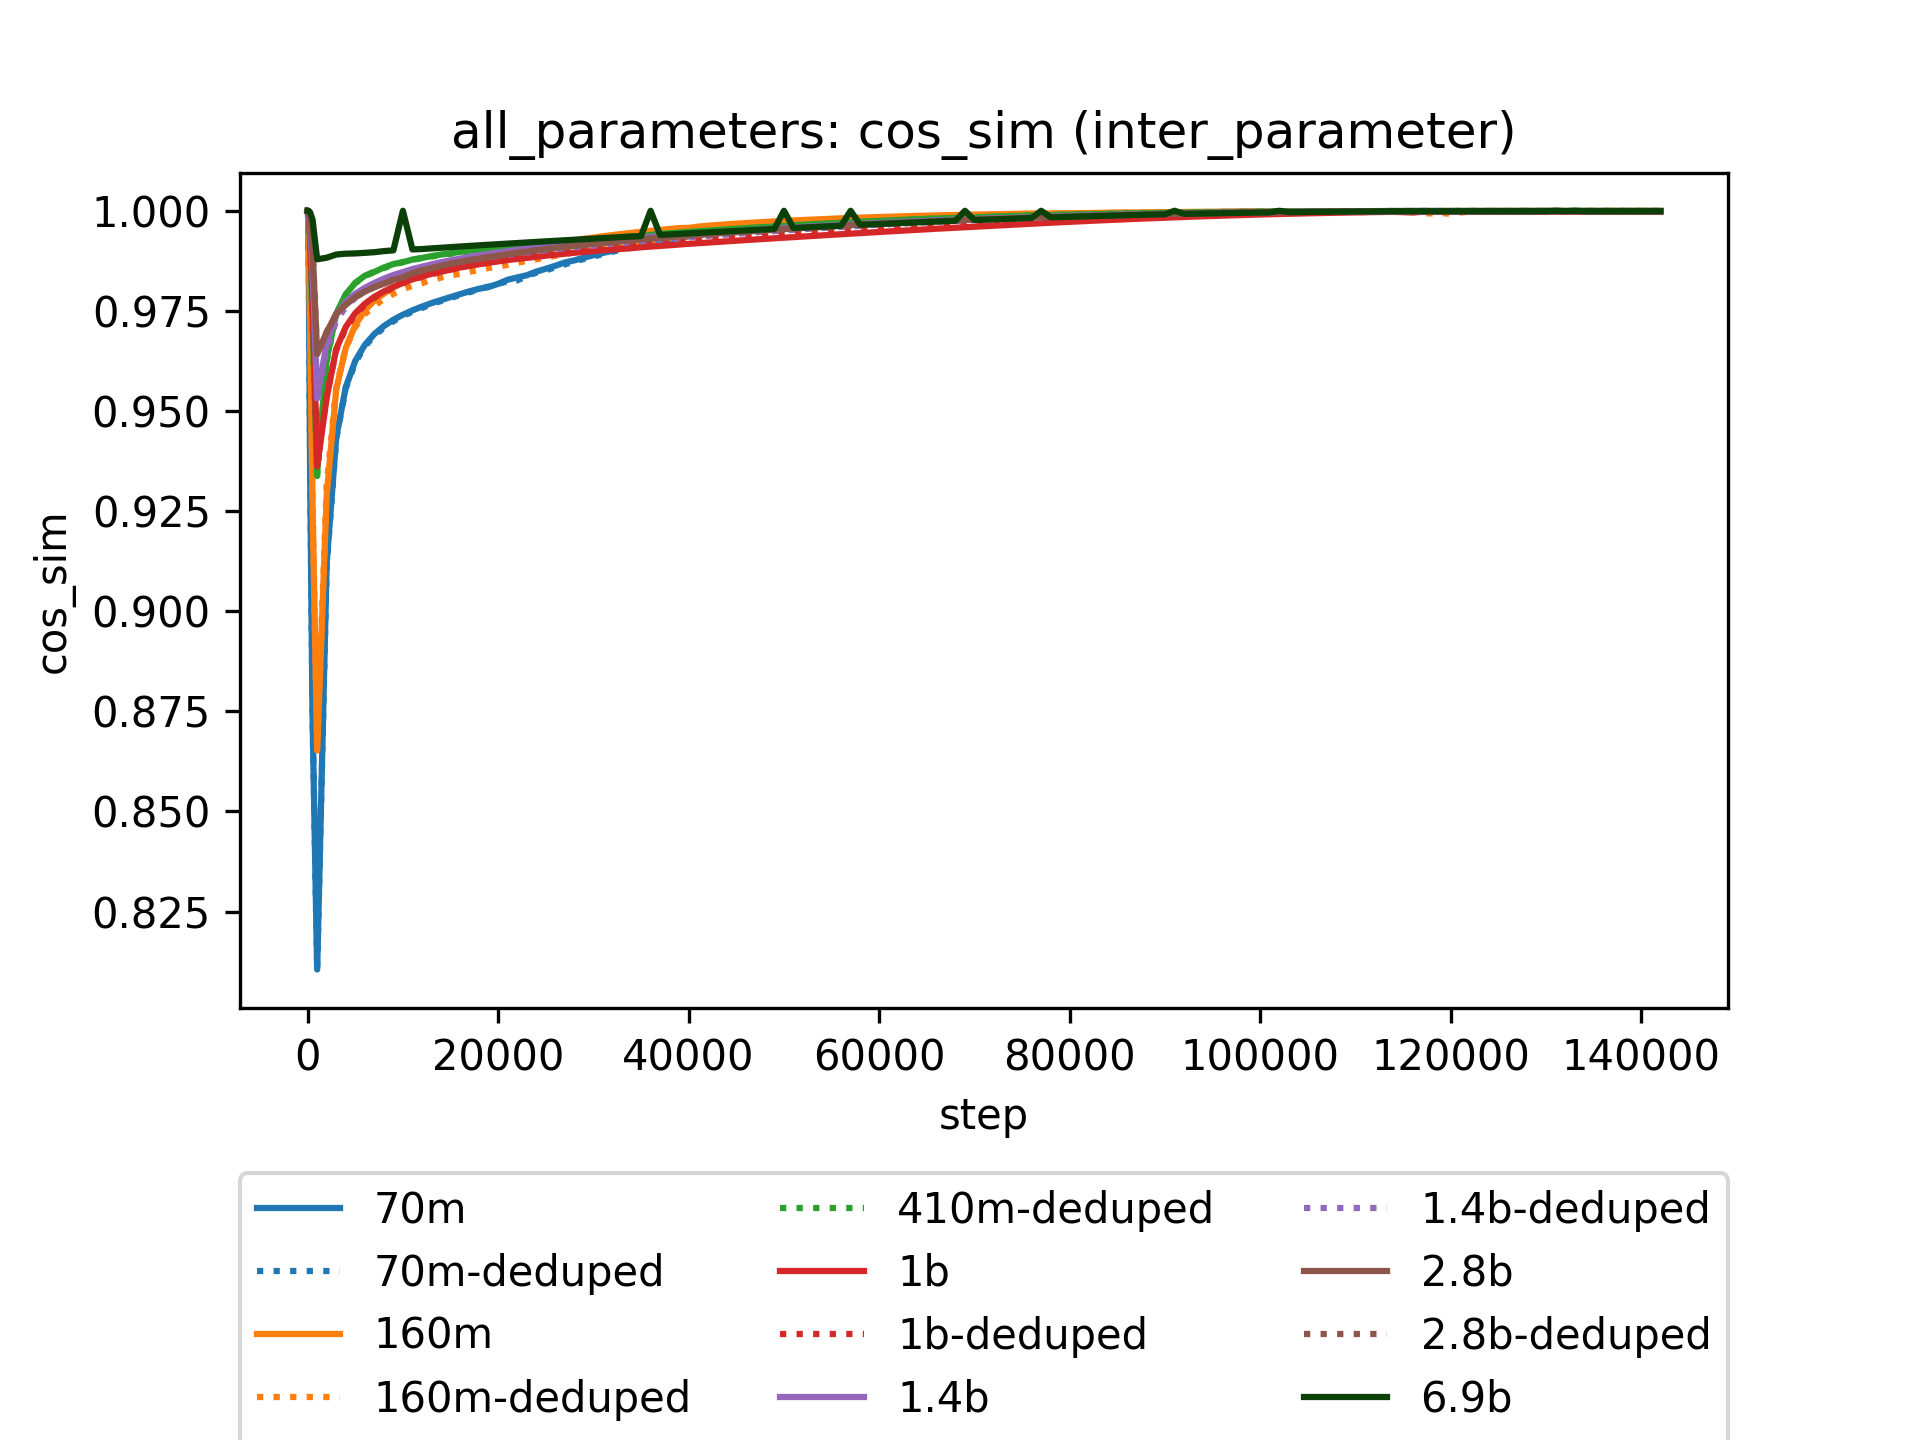 all_parameters: cos_sim (inter_parameter)
1.000
0.975
0.950
0.925
0.900
0.875
0.850
0.825
cos_sim
0 20000 40000 60000 80000 100000 120000 140000
step
70m 410m-deduped 1.4b-deduped
70m-deduped 1b 2.8b
160m 1b-deduped 2.8b-deduped
160m-deduped 1.4b 6.9b